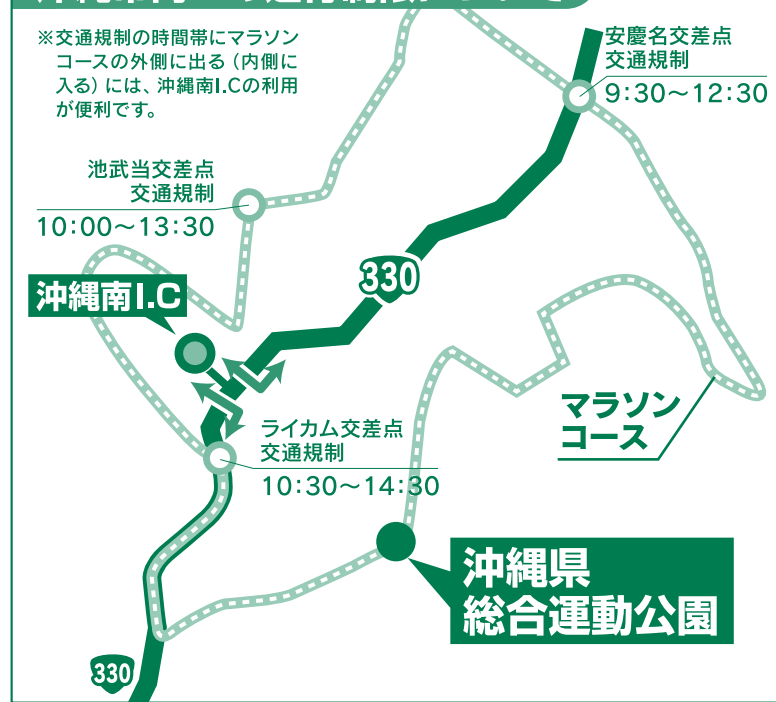 ※交通規制の時間帯にマラソン
コースの外側に出る（内側に
入る）には、沖縄南I.Cの利用
が便利です。
安慶名交差点
交通規制
9:30～12:30
池武当交差点
交通規制
10:00～13:30
330
沖縄南I.C
マラソン
コース
ライカム交差点
交通規制
10:30～14:30
沖縄県
総合運動公園
330